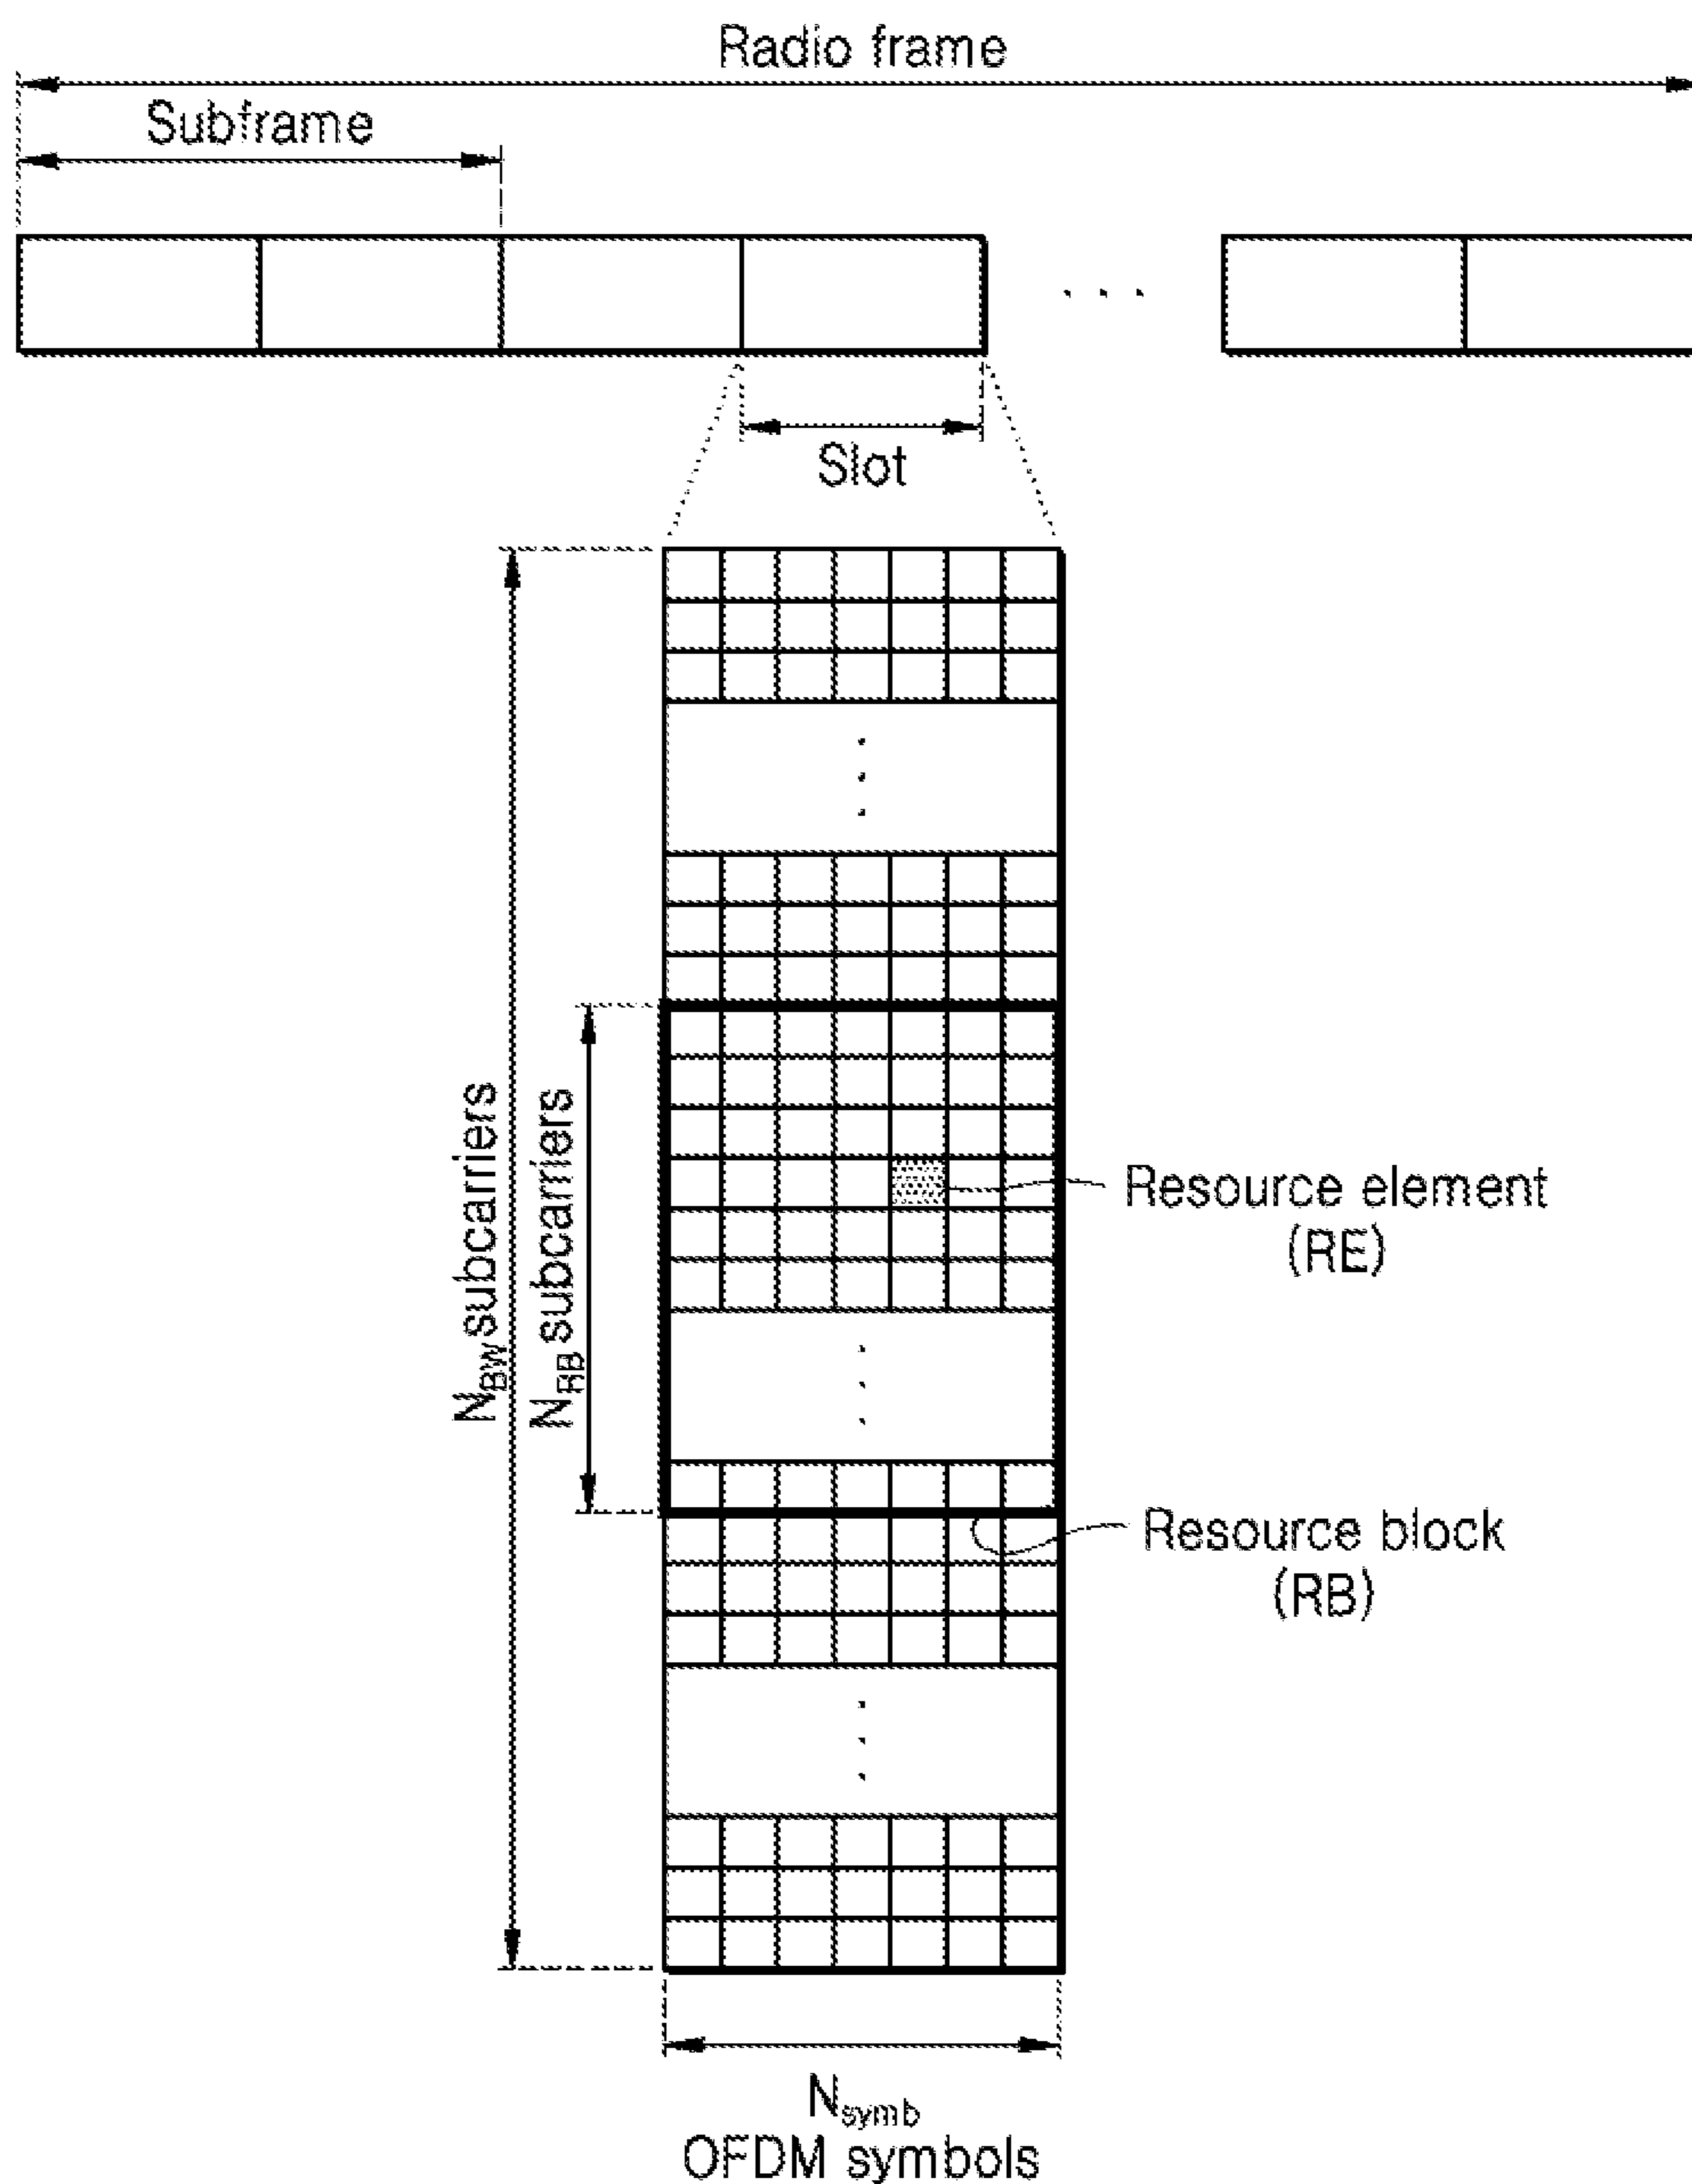 Radio frame
Subframe
Slot
N_BW subcarriers
N_RB subcarriers
Resource element
(RE)
Resource block
(RB)
N_symb
OFDM symbols